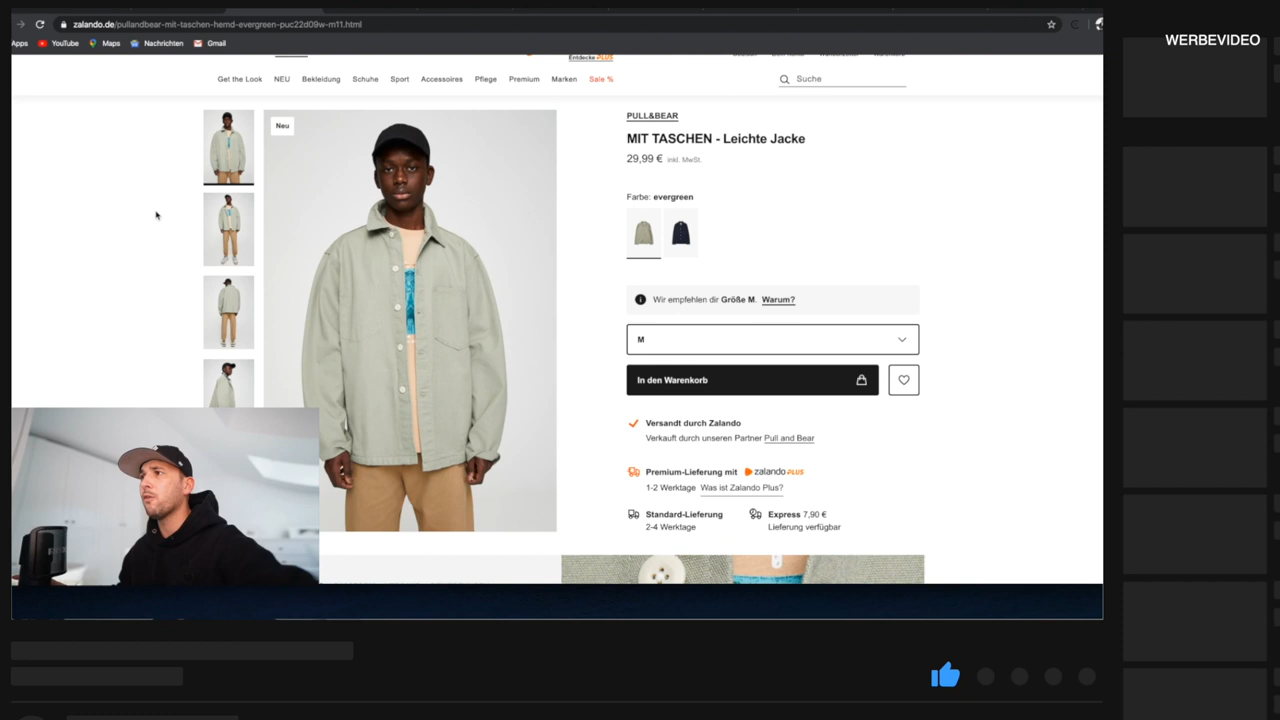 zalando.de/pullandbear-mit-taschen-hemd-evergreen-puc22d09w-m11.html
WERBEVIDEO
Apps YouTube Maps Nachrichten Gmail
Entdecke PLUS
Get the Look NEU Bekleidung Schuhe Sport Accessoires Pflege Premium Marken Sale %
Suche
Neu
PULL&BEAR
MIT TASCHEN - Leichte Jacke
29,99 € inkl. MwSt.
Farbe: evergreen
Wir empfehlen dir Größe M. Warum?
M
In den Warenkorb
Versandt durch Zalando
Verkauft durch unseren Partner Pull and Bear
Premium-Lieferung mit zalando PLUS
1-2 Werktage Was ist Zalando Plus?
Standard-Lieferung
2-4 Werktage
Express 7,90 €
Lieferung verfügbar